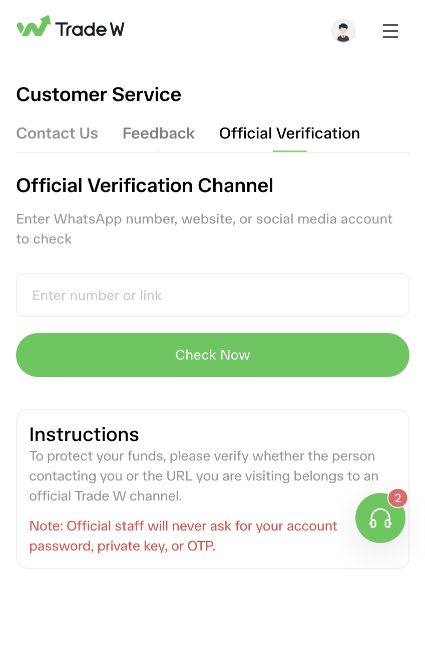 Trade W
Customer Service
Contact Us Feedback Official Verification
Official Verification Channel
Enter WhatsApp number, website, or social media account
to check
Enter number or link
Check Now
Instructions
To protect your funds, please verify whether the person
contacting you or the URL you are visiting belongs to an
official Trade W channel.
2
Note: Official staff will never ask for your account
password, private key, or OTP.